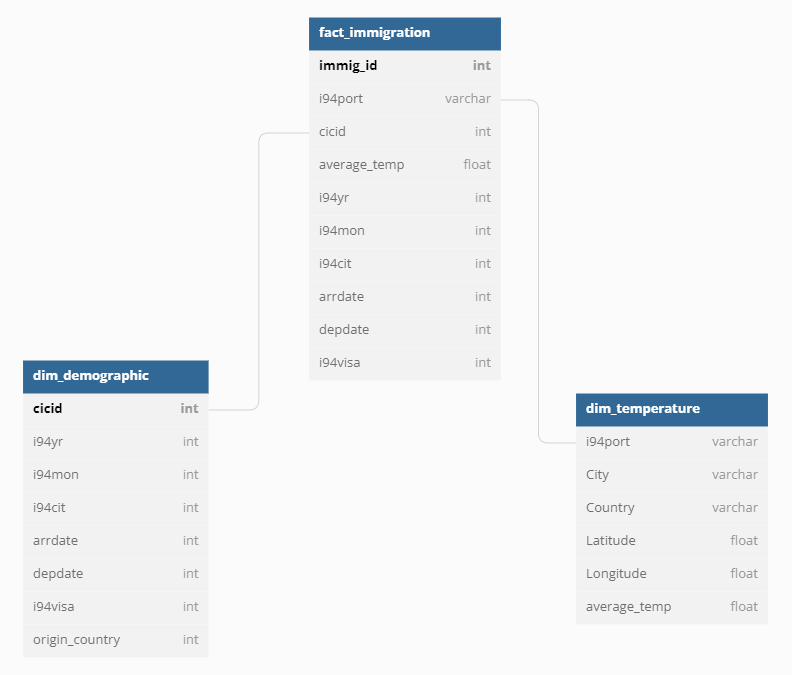 fact_immigration
immig_id int
i94port varchar
cicid int
average_temp float
i94yr int
i94mon int
i94cit int
arrdate int
depdate int
i94visa int
dim_demographic
cicid int
i94yr int
i94mon int
i94cit int
arrdate int
depdate int
i94visa int
origin_country int
dim_temperature
i94port varchar
City varchar
Country varchar
Latitude float
Longitude float
average_temp float